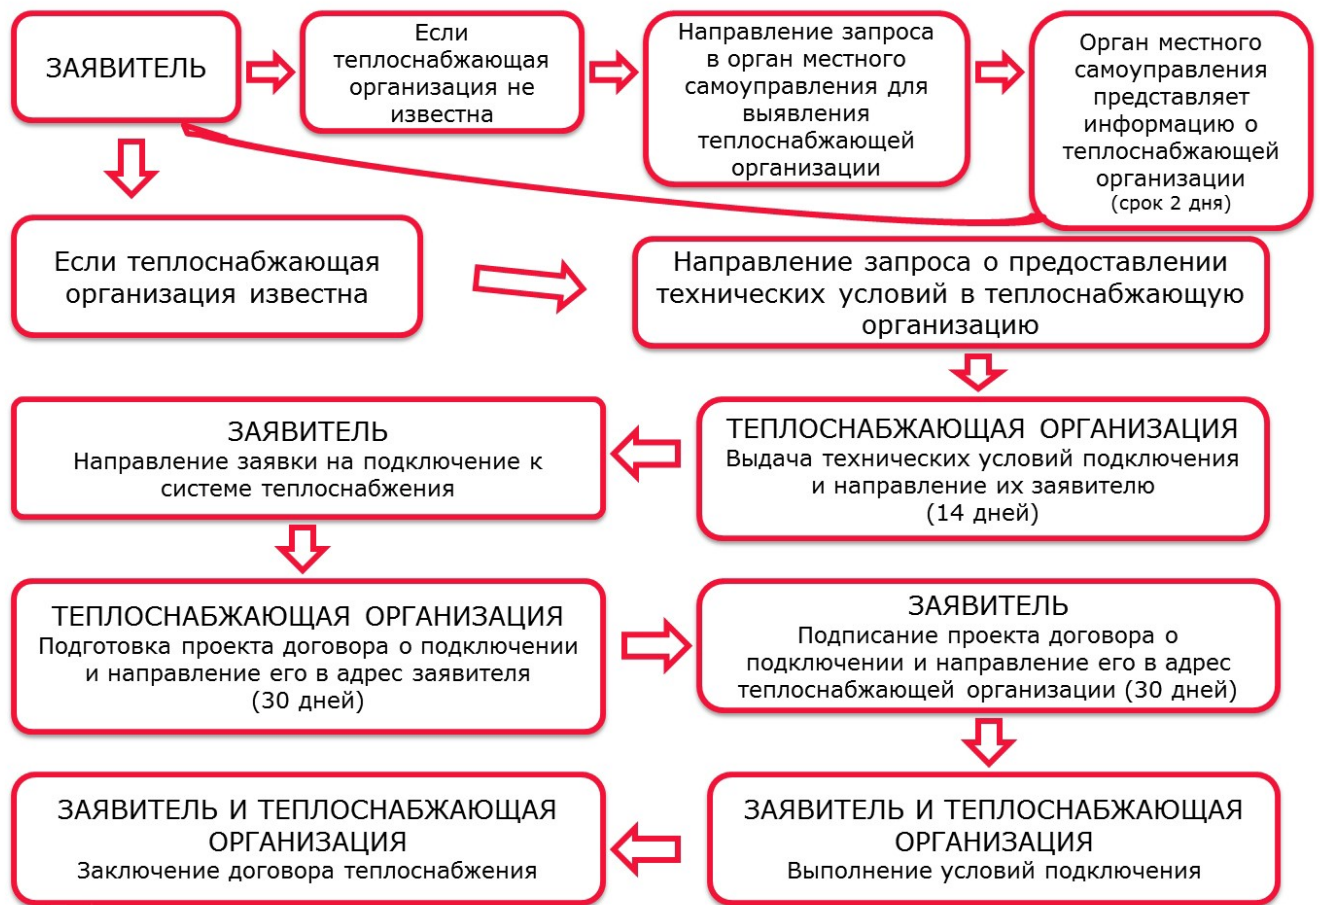 ЗАЯВИТЕЛЬ
Если
теплоснабжающая
организация не
известна
Направление запроса
в орган местного
самоуправления для
выявления
теплоснабжающей
организации
Орган местного
самоуправления
представляет
информацию о
теплоснабжающей
организации
(срок 2 дня)
Если теплоснабжающая
организация известна
Направление запроса о предоставлении
технических условий в теплоснабжающую
организацию
ЗАЯВИТЕЛЬ
Направление заявки на подключение к
системе теплоснабжения
ТЕПЛОСНАБЖАЮЩАЯ ОРГАНИЗАЦИЯ
Выдача технических условий подключения
и направление их заявителю
(14 дней)
ТЕПЛОСНАБЖАЮЩАЯ ОРГАНИЗАЦИЯ
Подготовка проекта договора о подключении
и направление его в адрес заявителя
(30 дней)
ЗАЯВИТЕЛЬ
Подписание проекта договора о
подключении и направление его в адрес
теплоснабжающей организации (30 дней)
ЗАЯВИТЕЛЬ И ТЕПЛОСНАБЖАЮЩАЯ
ОРГАНИЗАЦИЯ
Заключение договора теплоснабжения
ЗАЯВИТЕЛЬ И ТЕПЛОСНАБЖАЮЩАЯ
ОРГАНИЗАЦИЯ
Выполнение условий подключения